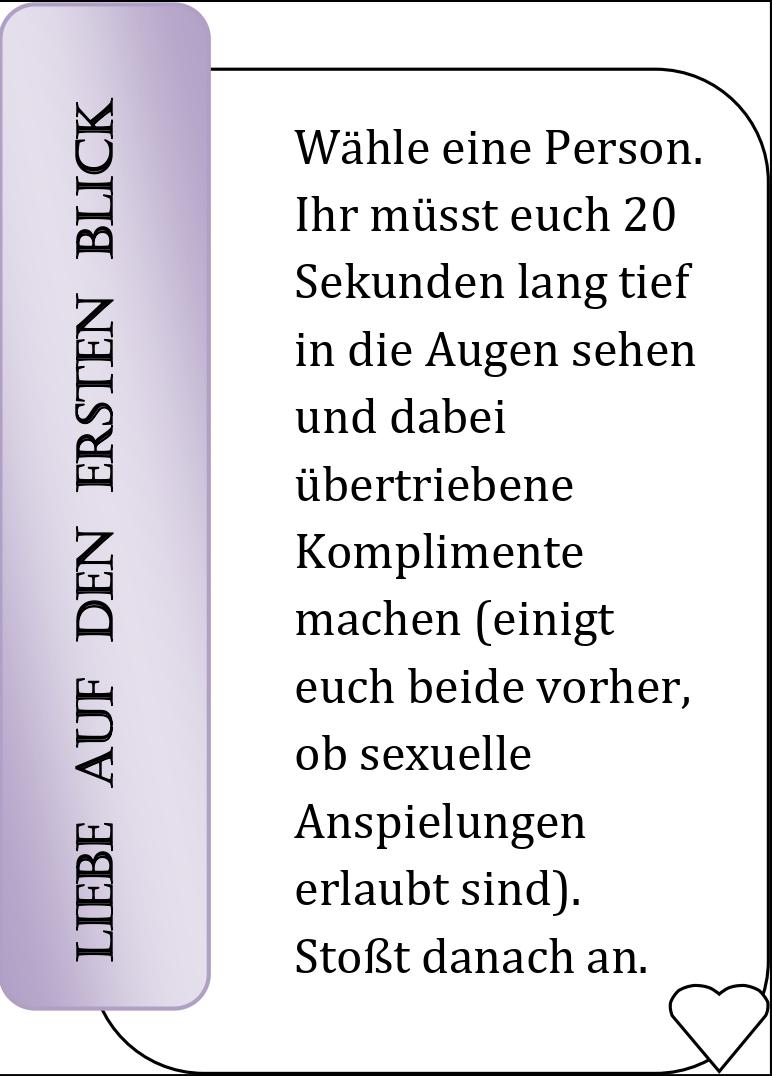 LIEBE AUF DEN ERSTEN BLICK
Wähle eine Person.
Ihr müsst euch 20
Sekunden lang tief
in die Augen sehen
und dabei
übertriebene
Komplimente
machen (einigt
euch beide vorher,
ob sexuelle
Anspielungen
erlaubt sind).
Stoßt danach an.